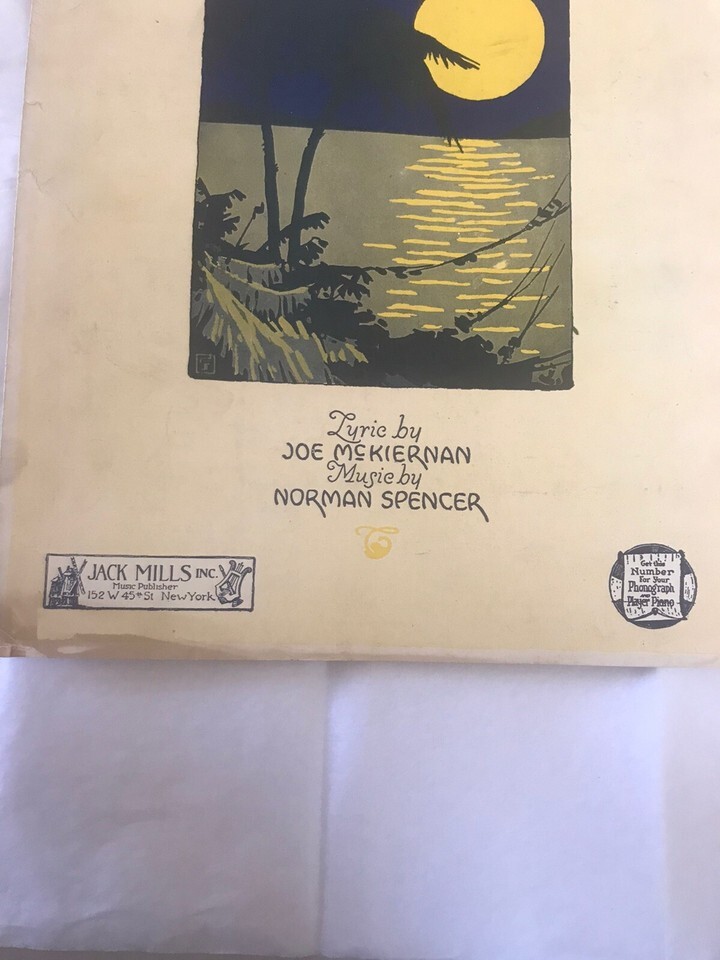 Lyric by
JOE McKIERNAN
Music by
NORMAN SPENCER
JACK MILLS INC.
Music Publisher
152 W 45th St New York
Get this
Number
For Your
Phonograph
and
Player Piano